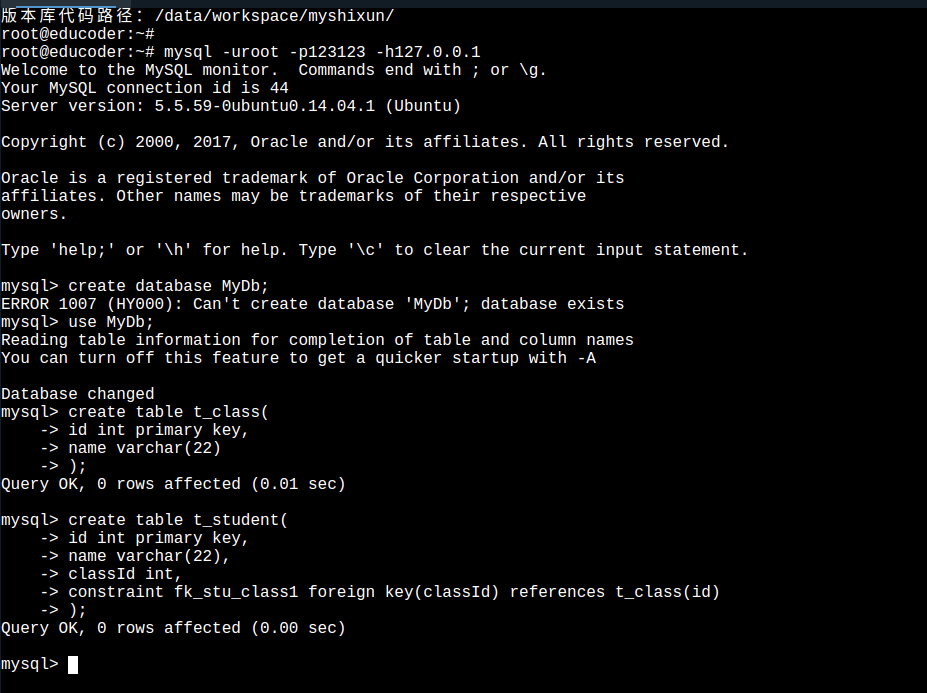 版本库代码路径：/data/workspace/myshixun/
root@educoder:~#
root@educoder:~# mysql -uroot -p123123 -h127.0.0.1
Welcome to the MySQL monitor.  Commands end with ; or \g.
Your MySQL connection id is 44
Server version: 5.5.59-0ubuntu0.14.04.1 (Ubuntu)

Copyright (c) 2000, 2017, Oracle and/or its affiliates. All rights reserved.

Oracle is a registered trademark of Oracle Corporation and/or its
affiliates. Other names may be trademarks of their respective
owners.

Type 'help;' or '\h' for help. Type '\c' to clear the current input statement.

mysql> create database MyDb;
ERROR 1007 (HY000): Can't create database 'MyDb'; database exists
mysql> use MyDb;
Reading table information for completion of table and column names
You can turn off this feature to get a quicker startup with -A

Database changed
mysql> create table t_class(
    -> id int primary key,
    -> name varchar(22)
    -> );
Query OK, 0 rows affected (0.01 sec)

mysql> create table t_student(
    -> id int primary key,
    -> name varchar(22),
    -> classId int,
    -> constraint fk_stu_class1 foreign key(classId) references t_class(id)
    -> );
Query OK, 0 rows affected (0.00 sec)

mysql>